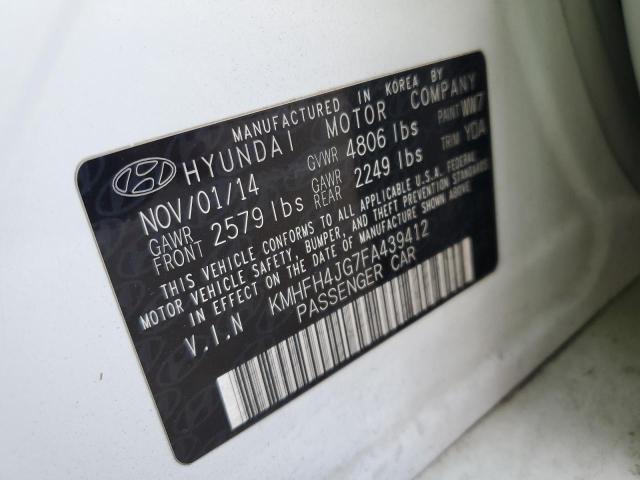 MANUFACTURED IN KOREA BY
HYUNDAI MOTOR COMPANY
NOV/01/14 GVWR 4806 lbs PAINT WW7
GAWR FRONT 2579 lbs GAWR REAR 2249 lbs TRIM YDA
THIS VEHICLE CONFORMS TO ALL APPLICABLE U.S.A. FEDERAL
MOTOR VEHICLE SAFETY, BUMPER, AND THEFT PREVENTION STANDARDS
IN EFFECT ON THE DATE OF MANUFACTURE SHOWN ABOVE.
V.I.N KMHFH4JG7FA439412
PASSENGER CAR